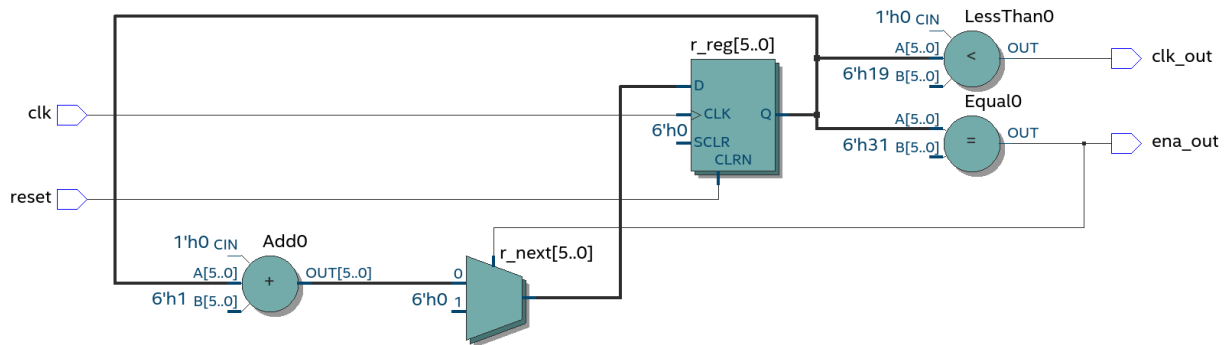 1'h0 CIN
LessThan0
A[5..0]
<
OUT
clk_out
6'h19 B[5..0]
r_reg[5..0]
D
clk
CLK
Q
6'h0
SCLR
CLRN
Equal0
A[5..0]
=
OUT
ena_out
6'h31 B[5..0]
reset
1'h0 CIN
Add0
A[5..0]
+
OUT[5..0]
6'h1 B[5..0]
r_next[5..0]
0
6'h0 1